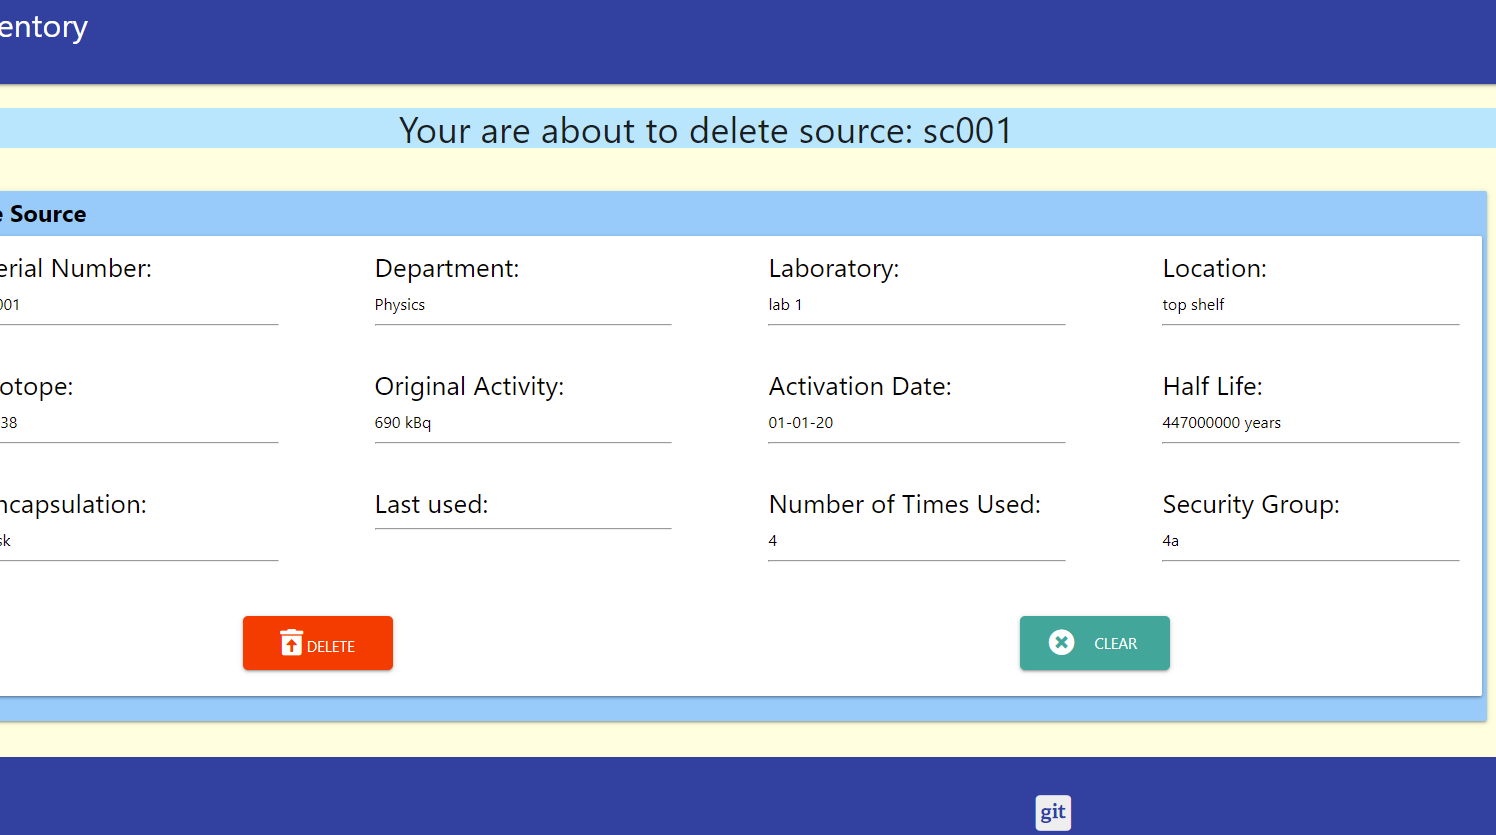 entory
Your are about to delete source: sc001
e Source
erial Number:
Department:
Laboratory:
Location:
001
Physics
lab 1
top shelf
otope:
Original Activity:
Activation Date:
Half Life:
38
690 kBq
01-01-20
447000000 years
ncapsulation:
Last used:
Number of Times Used:
Security Group:
sk
4
4a
DELETE
CLEAR
git